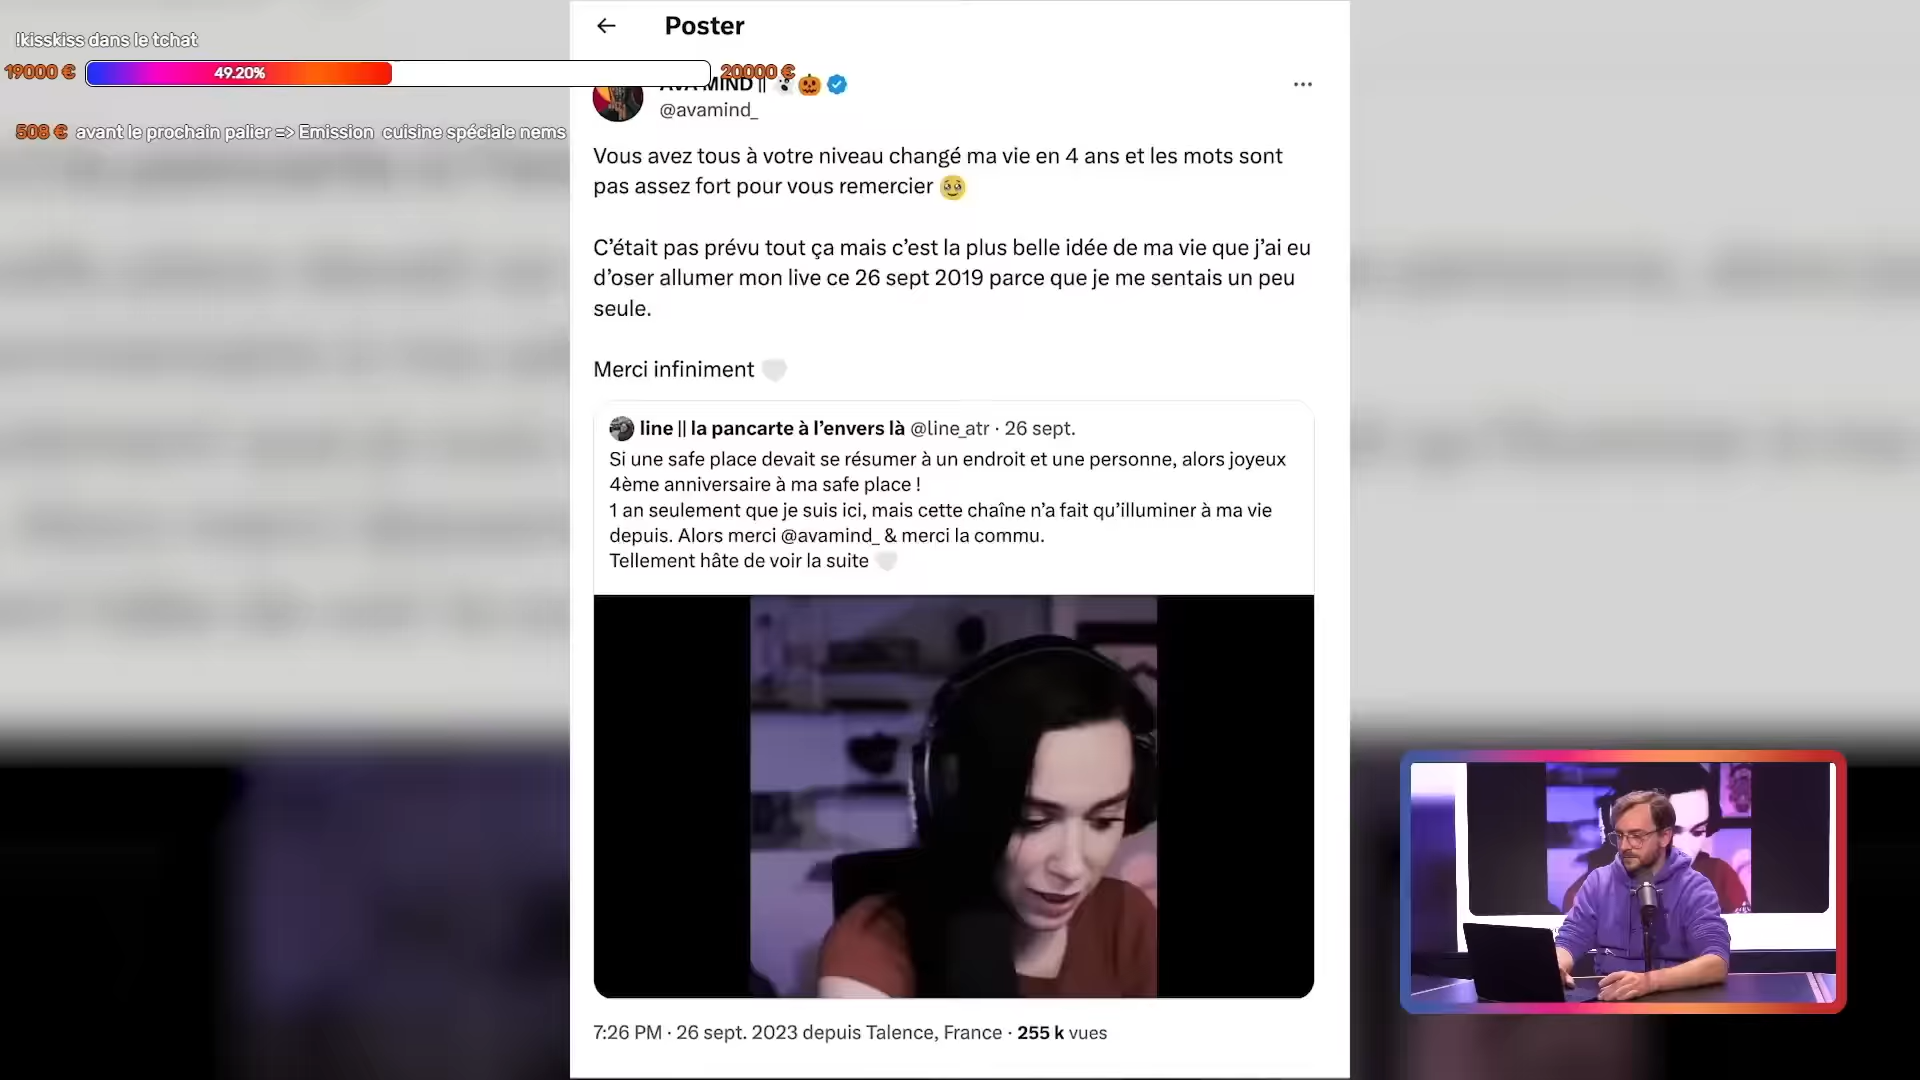 !kisskiss dans le tchat
19000 € 49.20% 20000 €
508 € avant le prochain palier => Emission cuisine spéciale nems
Poster
AVA MIND ||
@avamind_
Vous avez tous à votre niveau changé ma vie en 4 ans et les mots sont
pas assez fort pour vous remercier 🥹
C’était pas prévu tout ça mais c’est la plus belle idée de ma vie que j’ai eu
d’oser allumer mon live ce 26 sept 2019 parce que je me sentais un peu
seule.
Merci infiniment 🤍
line || la pancarte à l’envers là @line_atr · 26 sept.
Si une safe place devait se résumer à un endroit et une personne, alors joyeux
4ème anniversaire à ma safe place !
1 an seulement que je suis ici, mais cette chaîne n’a fait qu’illuminer à ma vie
depuis. Alors merci @avamind_ & merci la commu.
Tellement hâte de voir la suite 🤍
7:26 PM · 26 sept. 2023 depuis Talence, France · 255 k vues